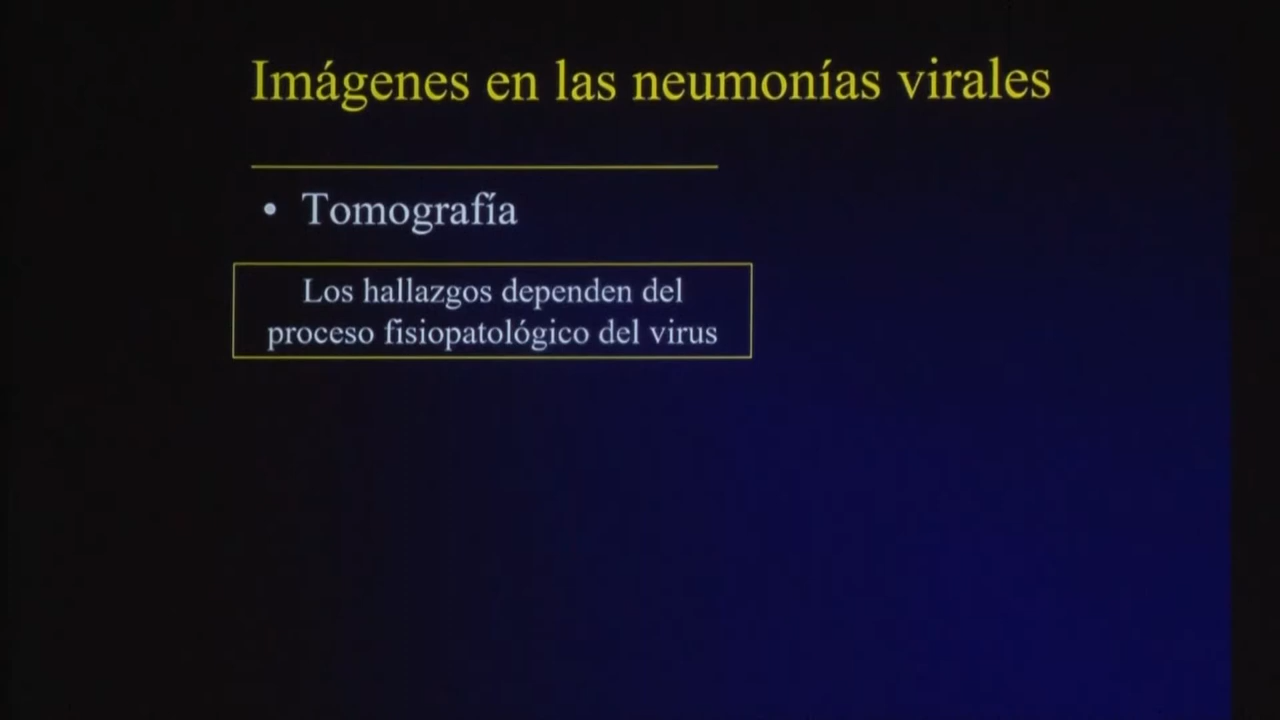 Imágenes en las neumonías virales
• Tomografía
Los hallazgos dependen del
proceso fisiopatológico del virus